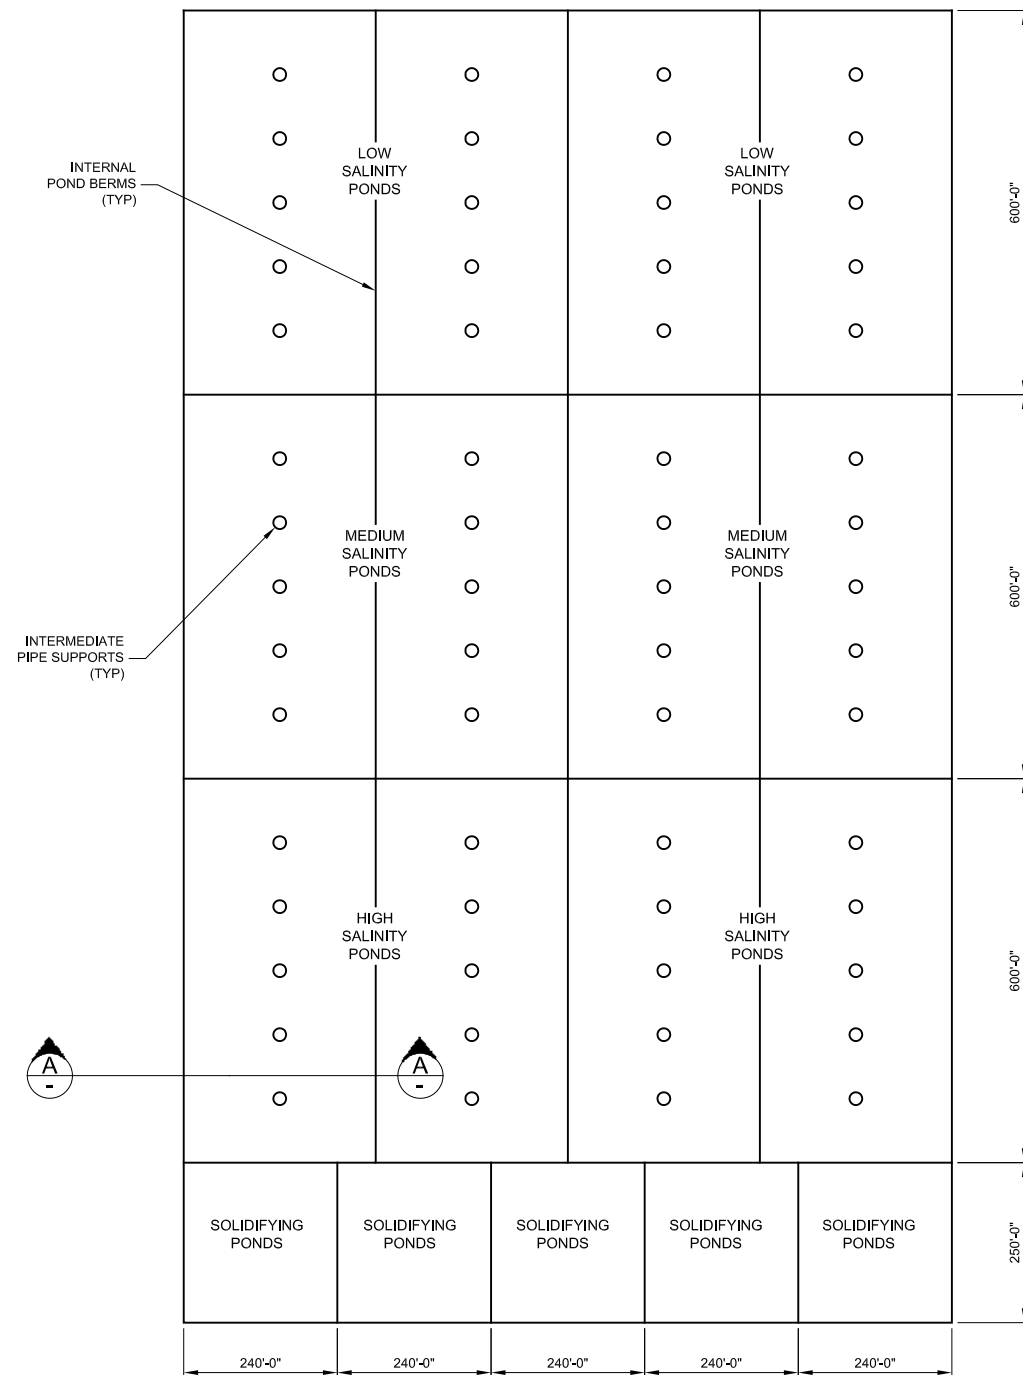 INTERNAL
POND BERMS
(TYP)
LOW
SALINITY
PONDS
LOW
SALINITY
PONDS
600'-0"
INTERMEDIATE
PIPE SUPPORTS
(TYP)
MEDIUM
SALINITY
PONDS
MEDIUM
SALINITY
PONDS
600'-0"
HIGH
SALINITY
PONDS
HIGH
SALINITY
PONDS
600'-0"
A
-
A
-
SOLIDIFYING
PONDS
SOLIDIFYING
PONDS
SOLIDIFYING
PONDS
SOLIDIFYING
PONDS
SOLIDIFYING
PONDS
250'-0"
240'-0"
240'-0"
240'-0"
240'-0"
240'-0"